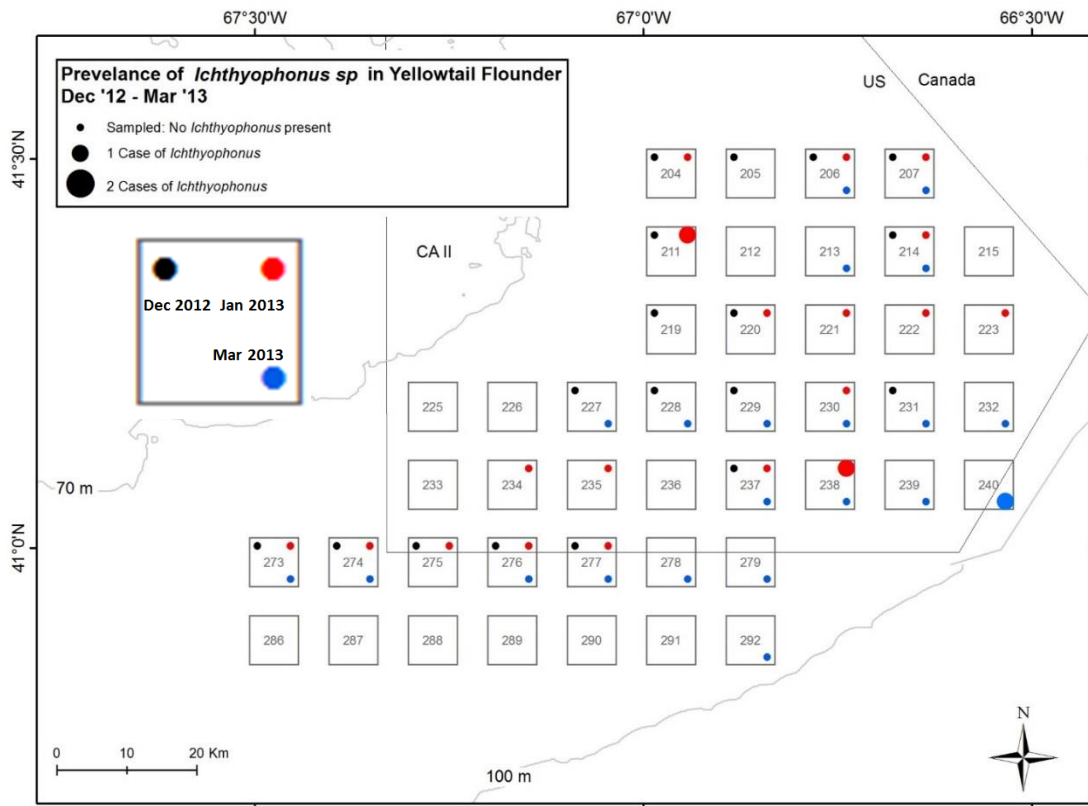 67°30'W 67°0'W 66°30'W
Prevelance of Ichthyophonus sp in Yellowtail Flounder
Dec '12 - Mar '13
Sampled: No Ichthyophonus present
1 Case of Ichthyophonus
2 Cases of Ichthyophonus
US Canada
41°30'N
204 205 206 207
CA II
211 212 213 214 215
Dec 2012 Jan 2013
Mar 2013
219 220 221 222 223
225 226 227 228 229 230 231 232
233 234 235 236 237 238 239 240
70 m
41°0'N
273 274 275 276 277 278 279
286 287 288 289 290 291 292
N
0 10 20 Km
100 m